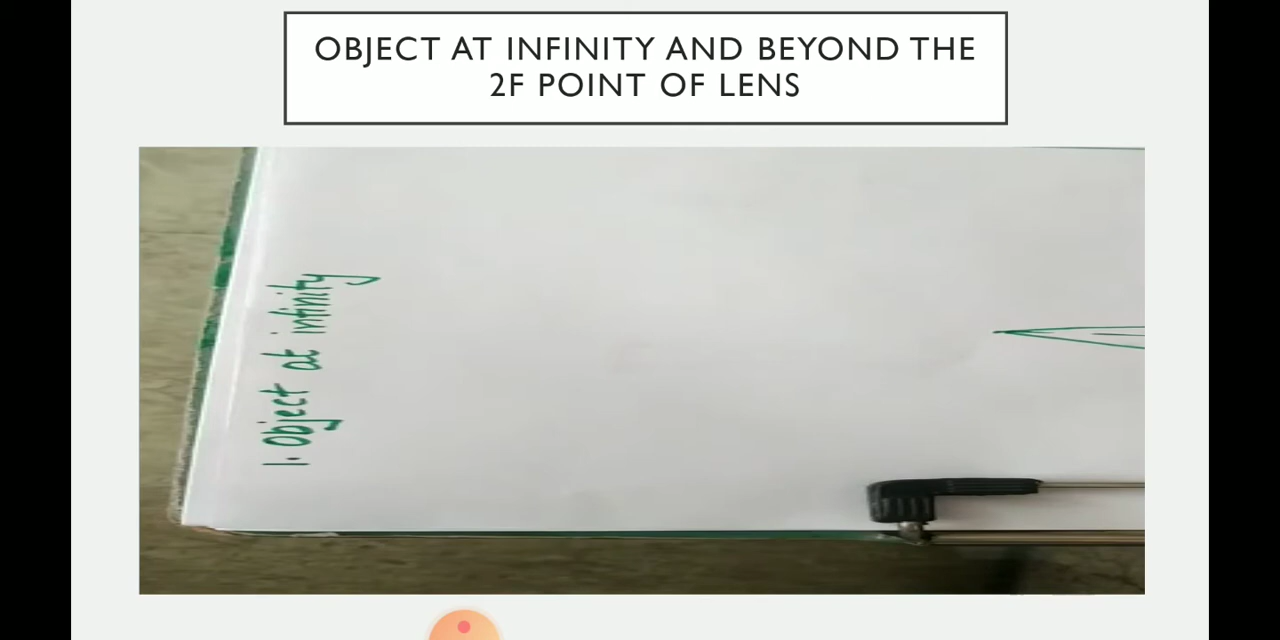 OBJECT AT INFINITY AND BEYOND THE
2F POINT OF LENS
1. Object at infinity